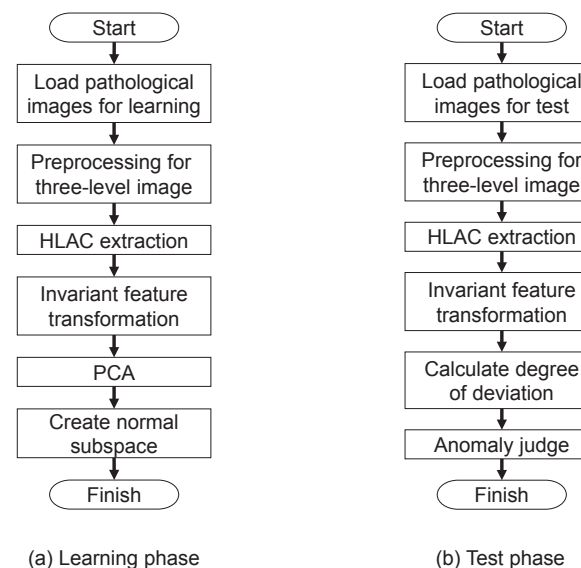 Start
Load pathological
images for learning
Preprocessing for
three-level image
HLAC extraction
Invariant feature
transformation
PCA
Create normal
subspace
Finish
(a) Learning phase
Start
Load pathological
images for test
Preprocessing for
three-level image
HLAC extraction
Invariant feature
transformation
Calculate degree
of deviation
Anomaly judge
Finish
(b) Test phase